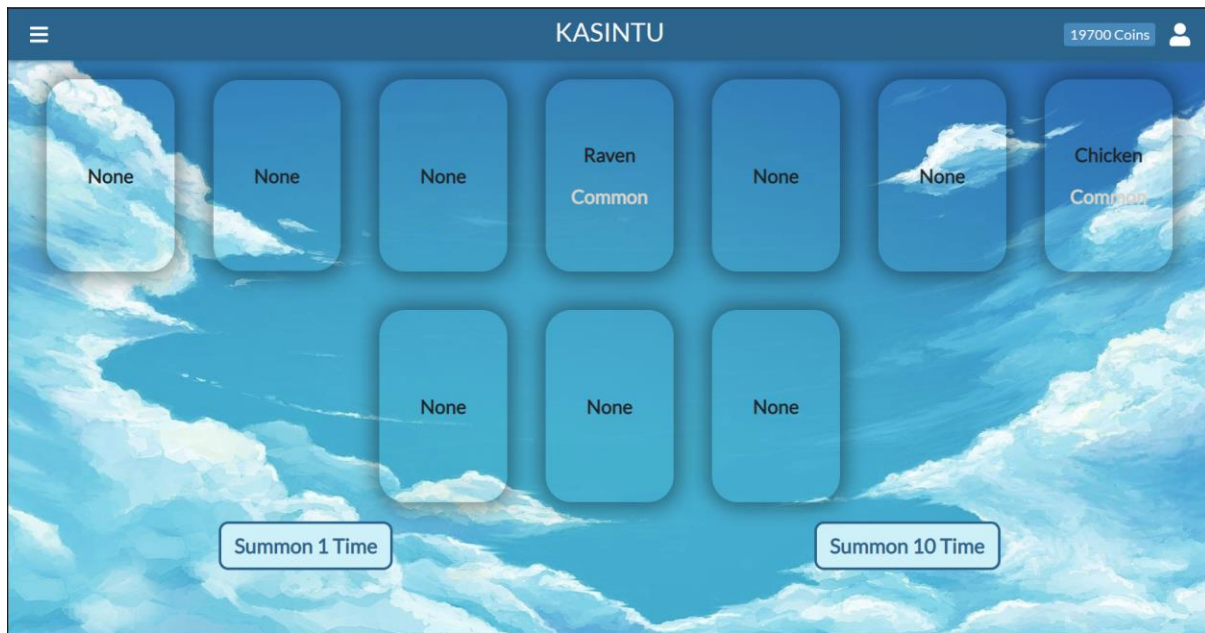 KASINTU
19700 Coins
None
None
None
Raven
Common
None
None
Chicken
Common
None
None
None
Summon 1 Time
Summon 10 Time